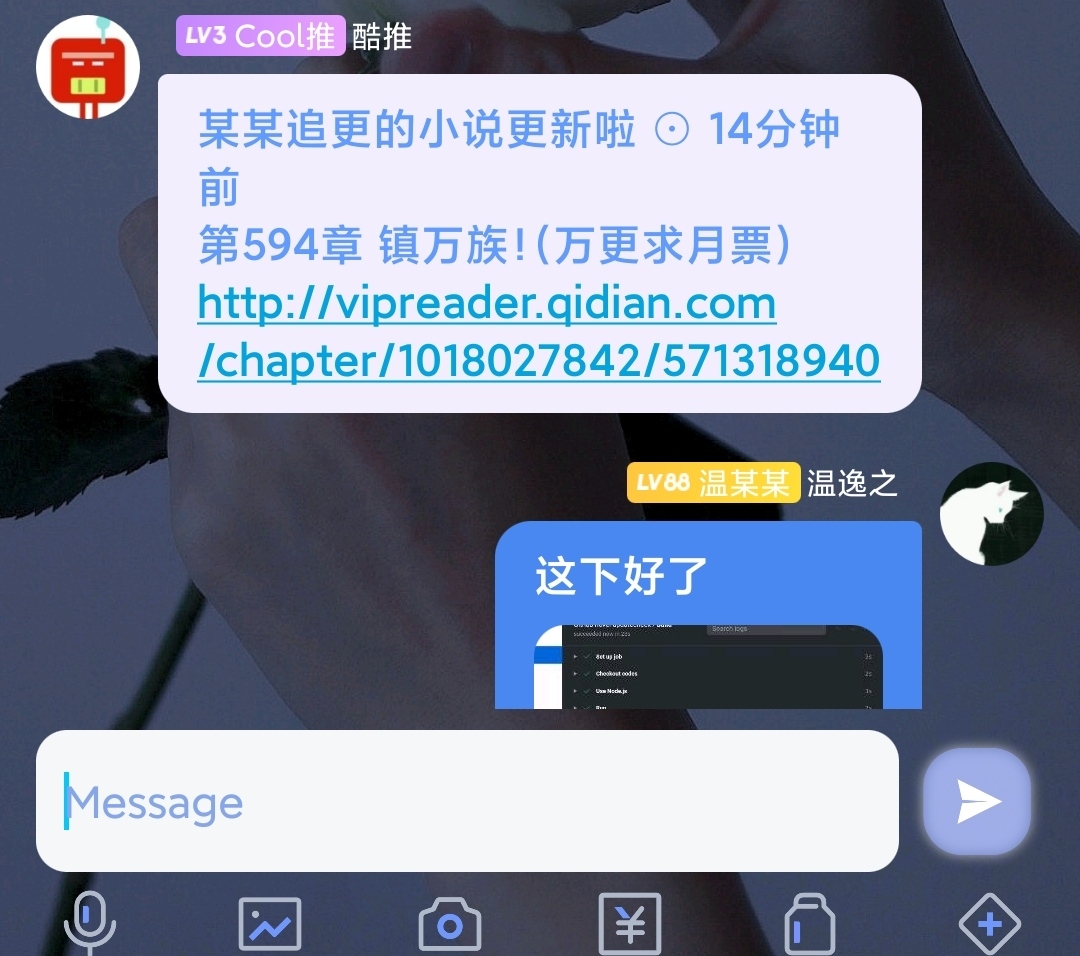 LV3 Cool推 酷推
某某追更的小说更新啦 ⊙ 14分钟
前
第594章 镇万族!(万更求月票)
http://vipreader.qidian.com
/chapter/1018027842/571318940
LV88 温某某 温逸之
这下好了
succeeded now in 23s
Search logs
Set up job
3s
Checkout codes
2s
Use Node.js
Message